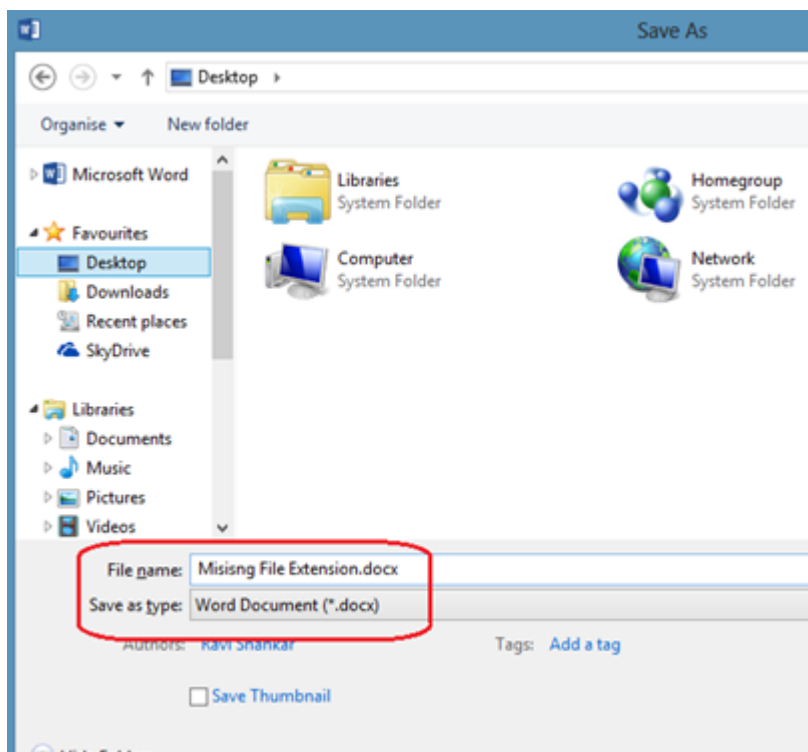 Save As
Desktop
Organise New folder
Microsoft Word
Favourites
Desktop
Downloads
Recent places
SkyDrive
Libraries
Documents
Music
Pictures
Videos
Libraries
System Folder
Homegroup
System Folder
Computer
System Folder
Network
System Folder
File name: Misisng File Extension.docx
Save as type: Word Document (*.docx)
Authors: Ravi Shankar Tags: Add a tag
Save Thumbnail